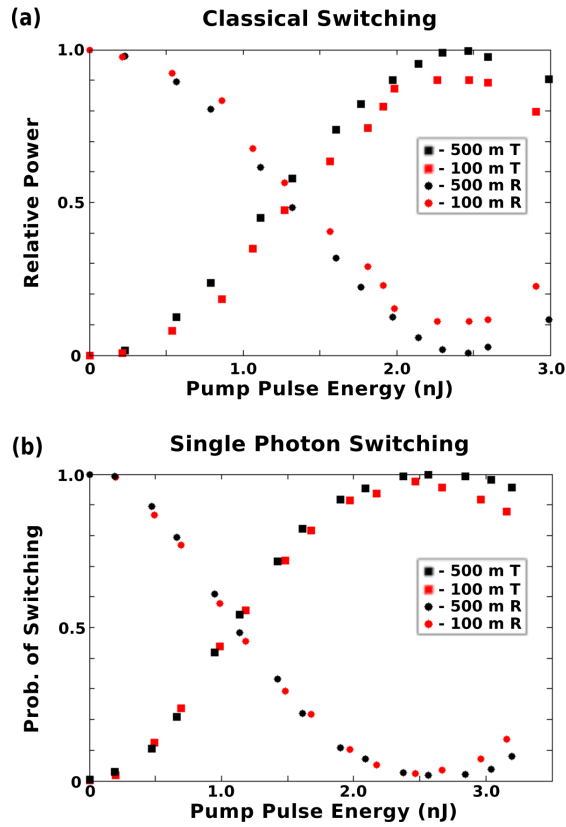 (a)
Classical Switching
1.0
0.5
0
Relative Power
- 500 m T
- 100 m T
- 500 m R
- 100 m R
0 1.0 2.0 3.0
Pump Pulse Energy (nJ)
(b)
Single Photon Switching
1.0
0.5
0
Prob. of Switching
- 500 m T
- 100 m T
- 500 m R
- 100 m R
0 1.0 2.0 3.0
Pump Pulse Energy (nJ)